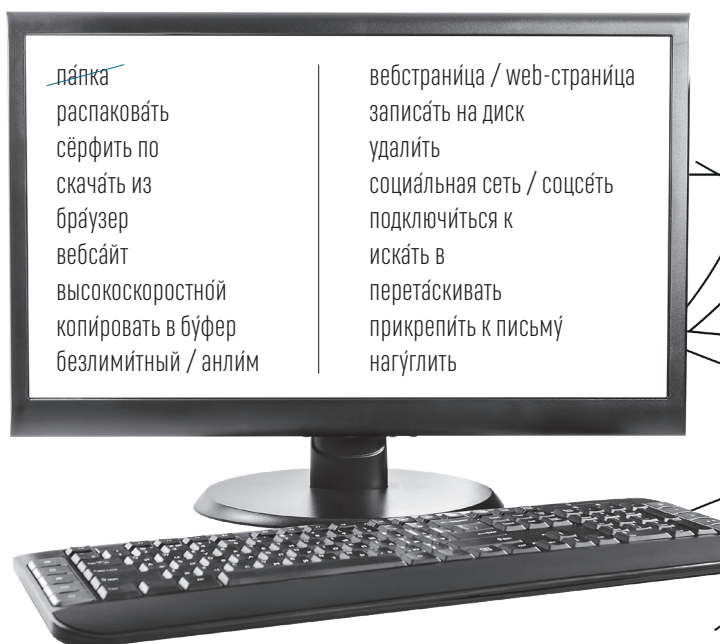 па́пка
распакова́ть
сёрфить по
скача́ть из
бра́узер
вебса́йт
высокоскоростно́й
копи́ровать в бу́фер
безлими́тный / анли́м
вебстрани́ца / web-страни́ца
записа́ть на диск
удали́ть
социа́льная сеть / соцсе́ть
подключи́ться к
иска́ть в
перета́скивать
прикрепи́ть к письму́
нагу́глить